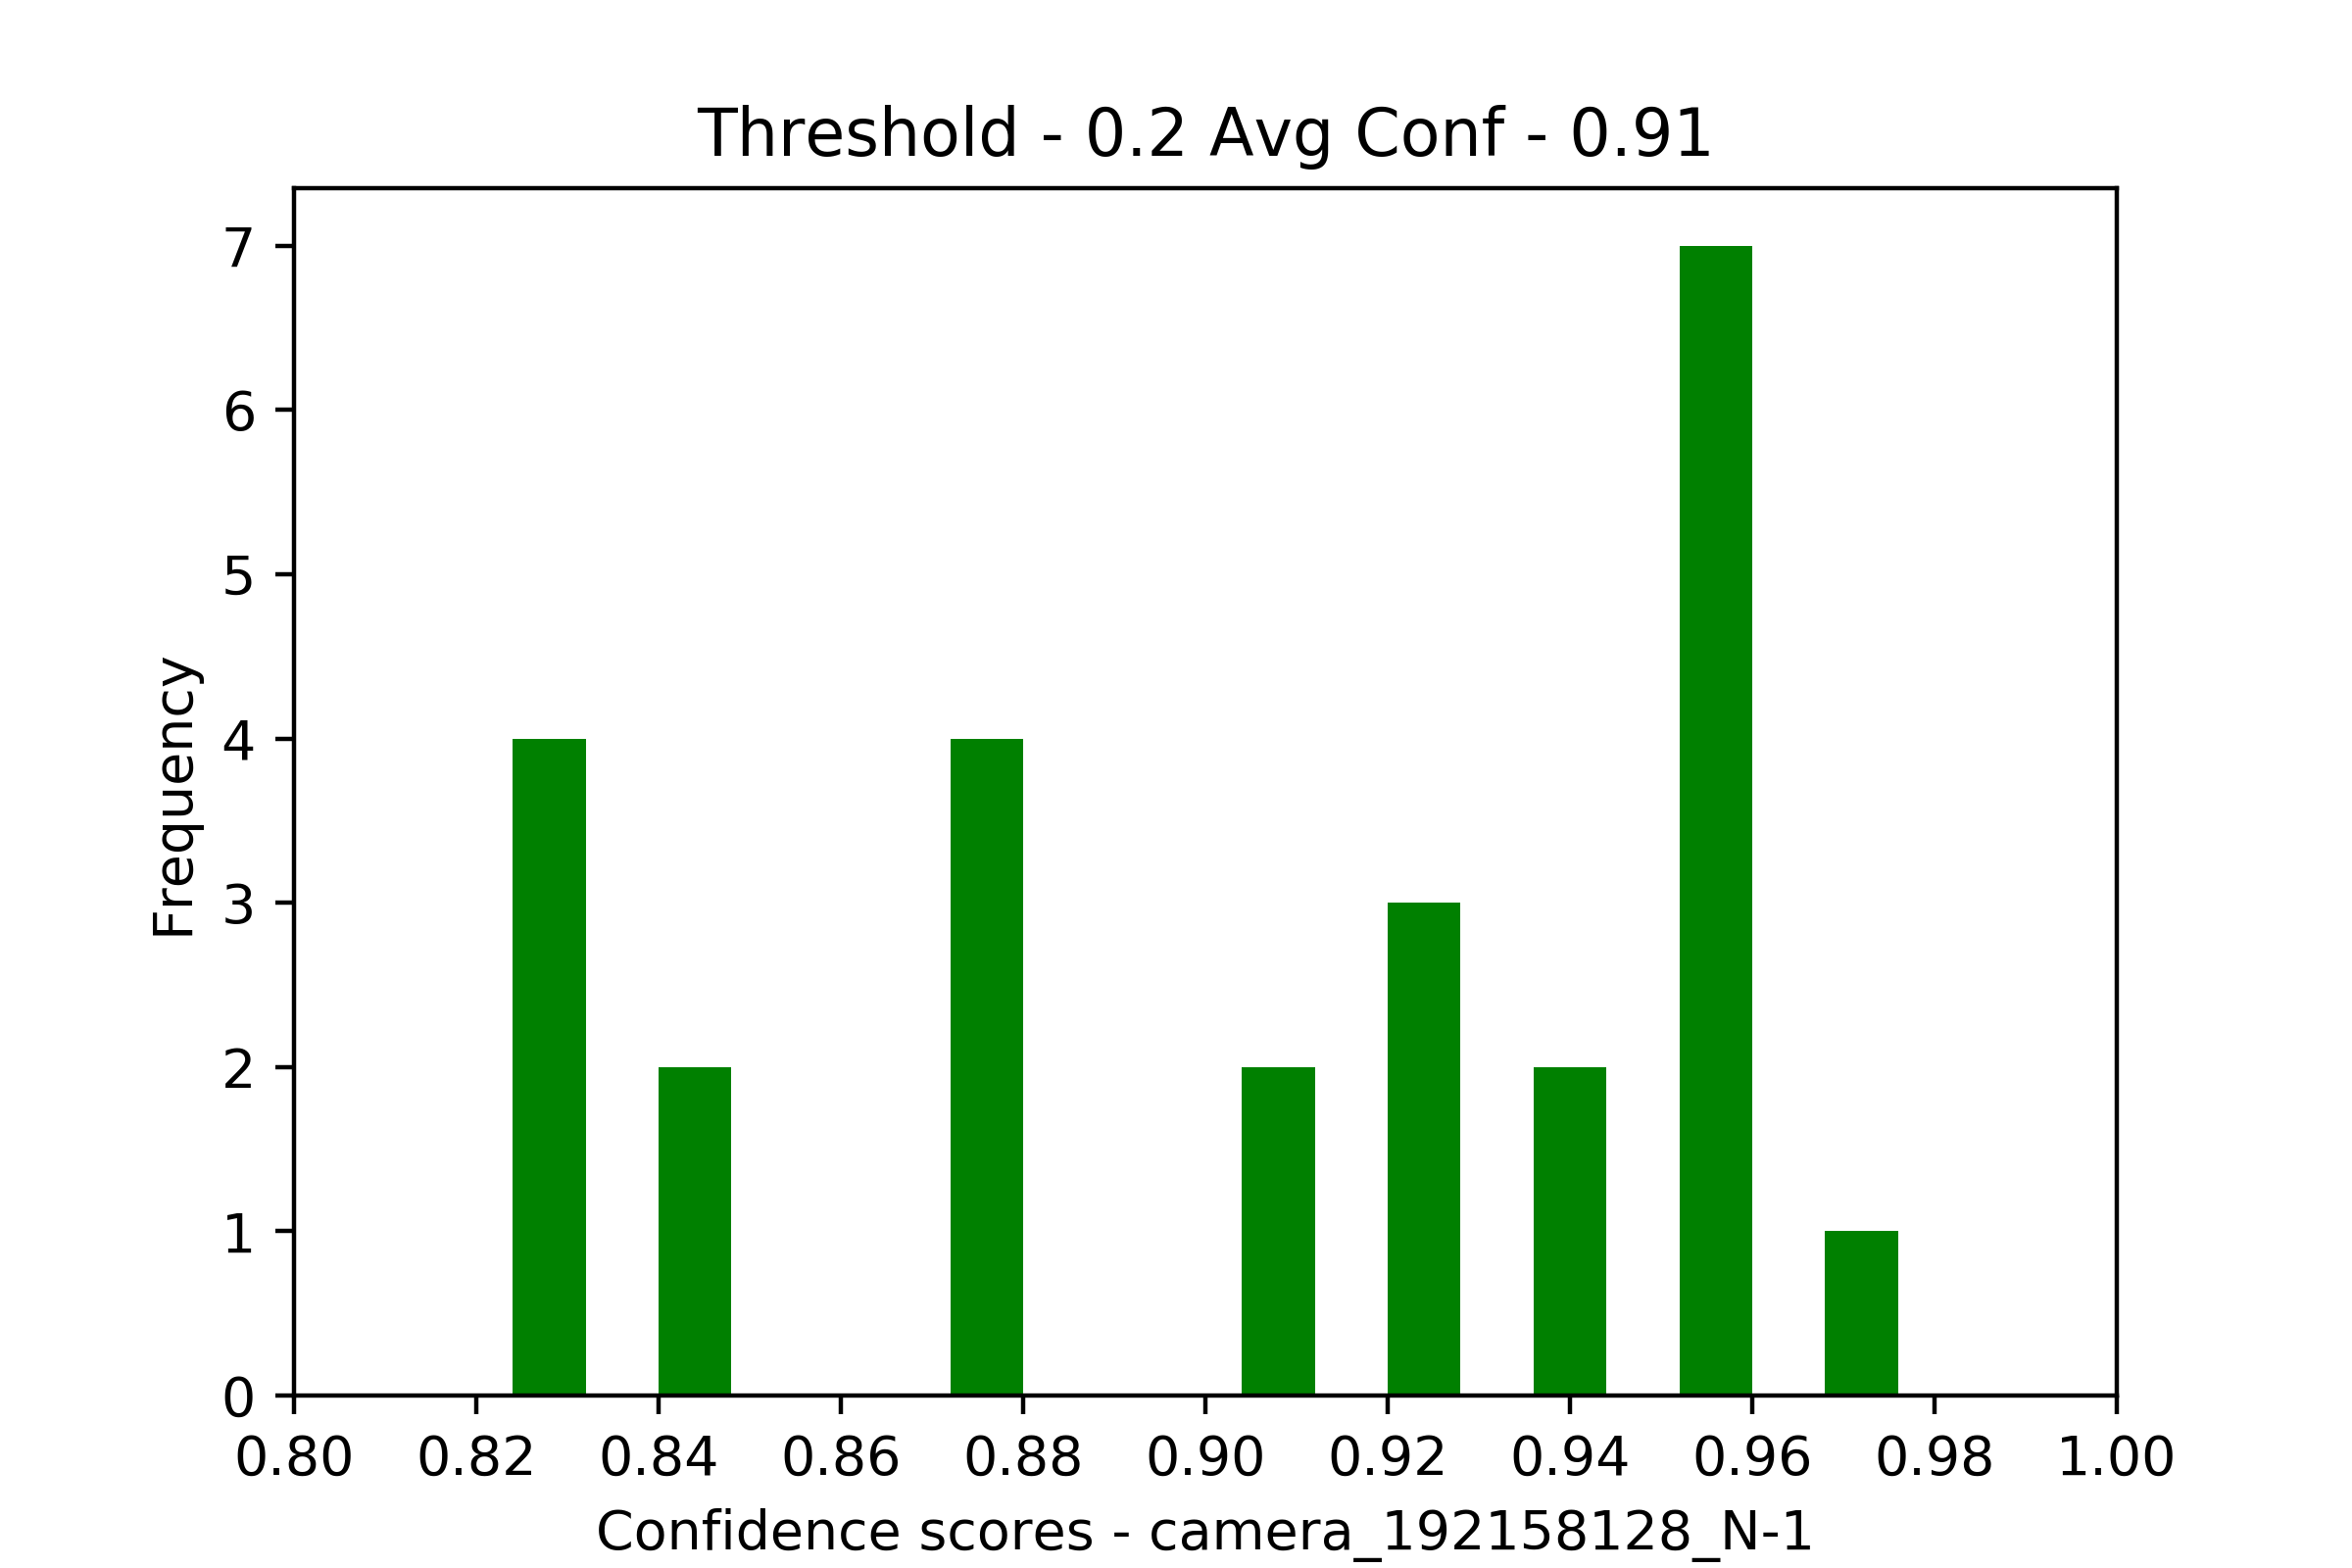 Threshold - 0.2 Avg Conf - 0.91
7
6
5
4
3
2
1
0
Frequency
0.80 0.82 0.84 0.86 0.88 0.90 0.92 0.94 0.96 0.98 1.00
Confidence scores - camera_192158128_N-1